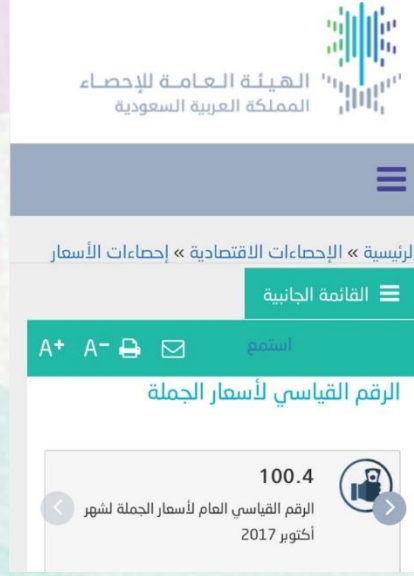 الهيئة العامة للإحصاء
المملكة العربية السعودية
الرئيسية » الإحصاءات الاقتصادية » إحصاءات الأسعار
القائمة الجانبية
استمع
A+ A-
الرقم القياسي لأسعار الجملة
100.4
الرقم القياسي العام لأسعار الجملة لشهر
أكتوبر 2017